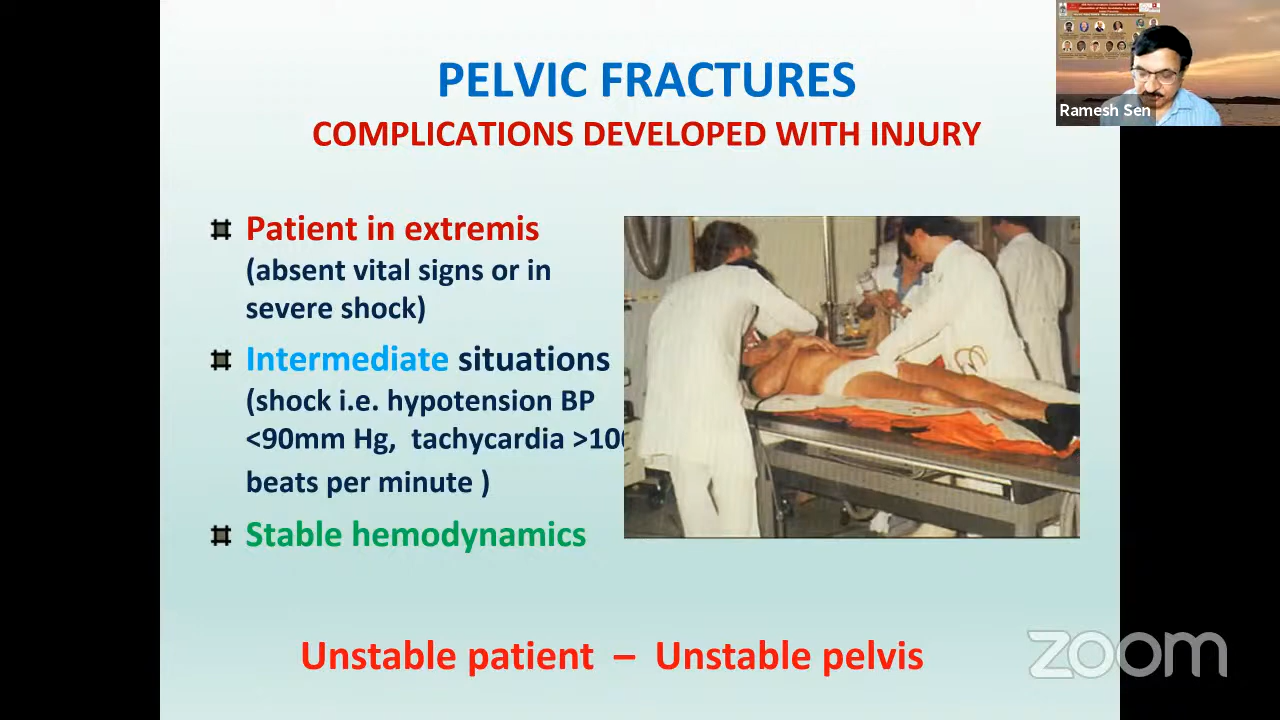 PELVIC FRACTURES
COMPLICATIONS DEVELOPED WITH INJURY
Ramesh Sen
Patient in extremis
(absent vital signs or in
severe shock)
Intermediate situations
(shock i.e. hypotension BP
<90mm Hg, tachycardia >100
beats per minute )
Stable hemodynamics
Unstable patient – Unstable pelvis
zoom